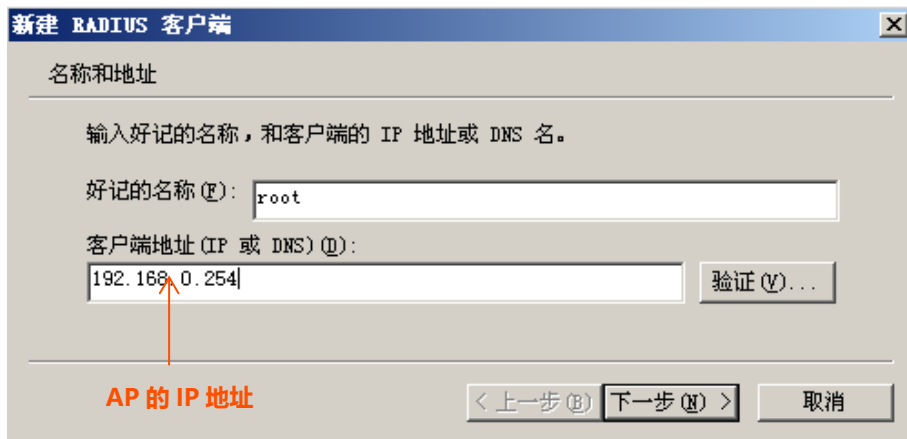 新建 RADIUS 客户端
名称和地址
输入好记的名称，和客户端的 IP 地址或 DNS 名。
好记的名称(F): root
客户端地址(IP 或 DNS)(D):
192.168.0.254 验证(V)...
AP 的 IP 地址
< 上一步(B) 下一步(N) > 取消